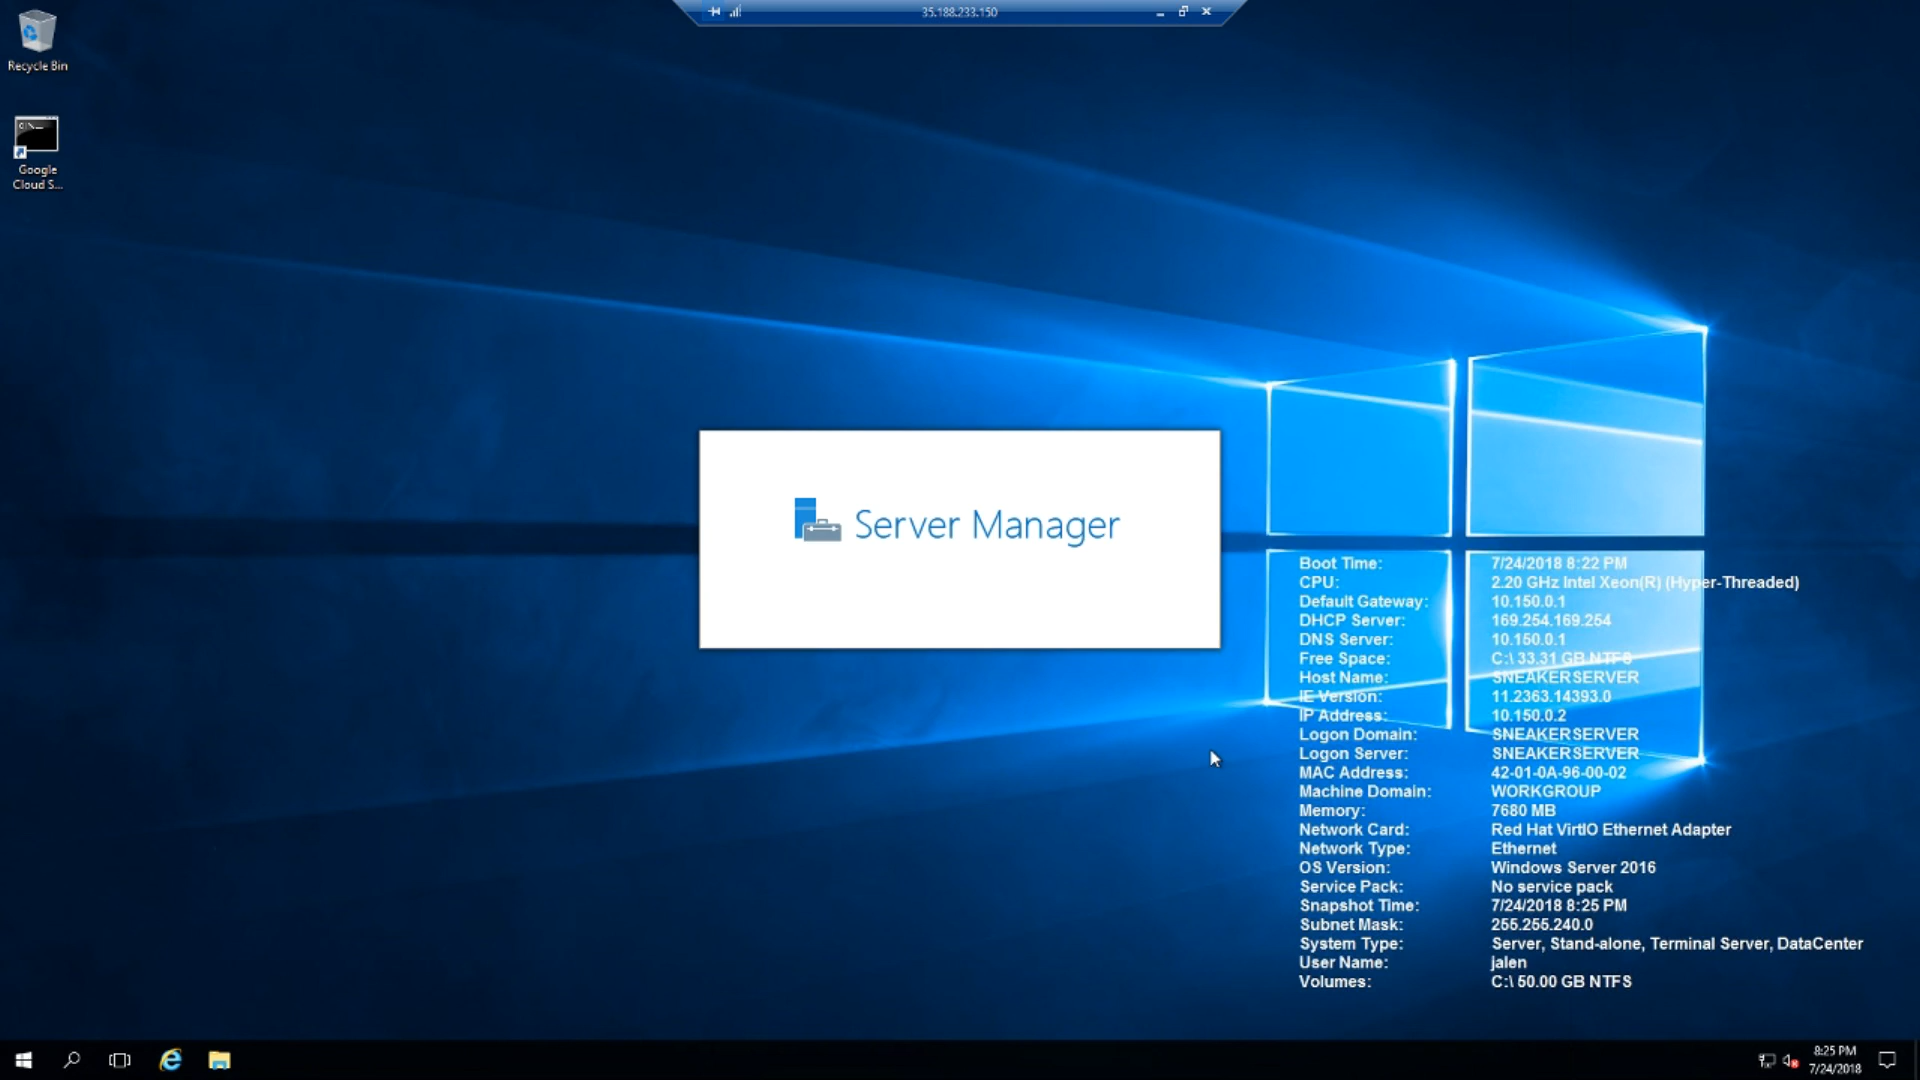 35.188.233.150
Recycle Bin
Google
Cloud S...
Server Manager
Boot Time: 7/24/2018 8:22 PM
CPU: 2.20 GHz Intel Xeon(R) (Hyper-Threaded)
Default Gateway: 10.150.0.1
DHCP Server: 169.254.169.254
DNS Server: 10.150.0.1
Free Space: C:\ 33.31 GB NTFS
Host Name: SNEAKERSERVER
IE Version: 11.2363.14393.0
IP Address: 10.150.0.2
Logon Domain: SNEAKERSERVER
Logon Server: SNEAKERSERVER
MAC Address: 42-01-0A-96-00-02
Machine Domain: WORKGROUP
Memory: 7680 MB
Network Card: Red Hat VirtIO Ethernet Adapter
Network Type: Ethernet
OS Version: Windows Server 2016
Service Pack: No service pack
Snapshot Time: 7/24/2018 8:25 PM
Subnet Mask: 255.255.240.0
System Type: Server, Stand-alone, Terminal Server, DataCenter
User Name: jalen
Volumes: C:\ 50.00 GB NTFS
8:25 PM
7/24/2018